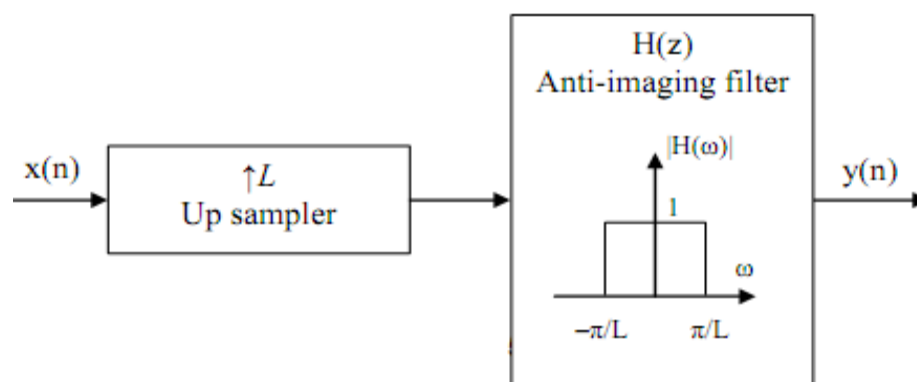 H(z)
Anti-imaging filter
x(n)
↑L
Up sampler
|H(ω)|
1
ω
−π/L
π/L
y(n)